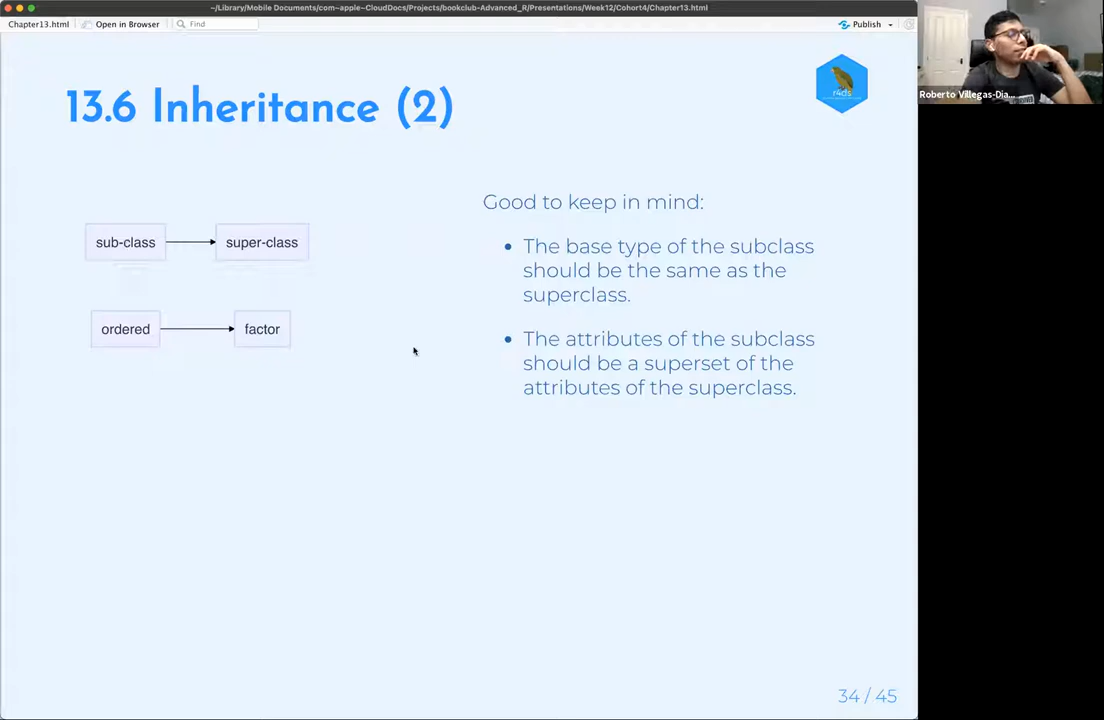 ~/Library/Mobile Documents/com~apple~CloudDocs/Projects/bookclub-Advanced_R/Presentations/Week12/Cohort4/Chapter13.html
Chapter13.html
Open in Browser
Find
Publish
13.6 Inheritance (2)
r4ds
Roberto Villegas-Dia...
sub-class
super-class
ordered
factor
Good to keep in mind:
• The base type of the subclass
should be the same as the
superclass.
• The attributes of the subclass
should be a superset of the
attributes of the superclass.
34 / 45